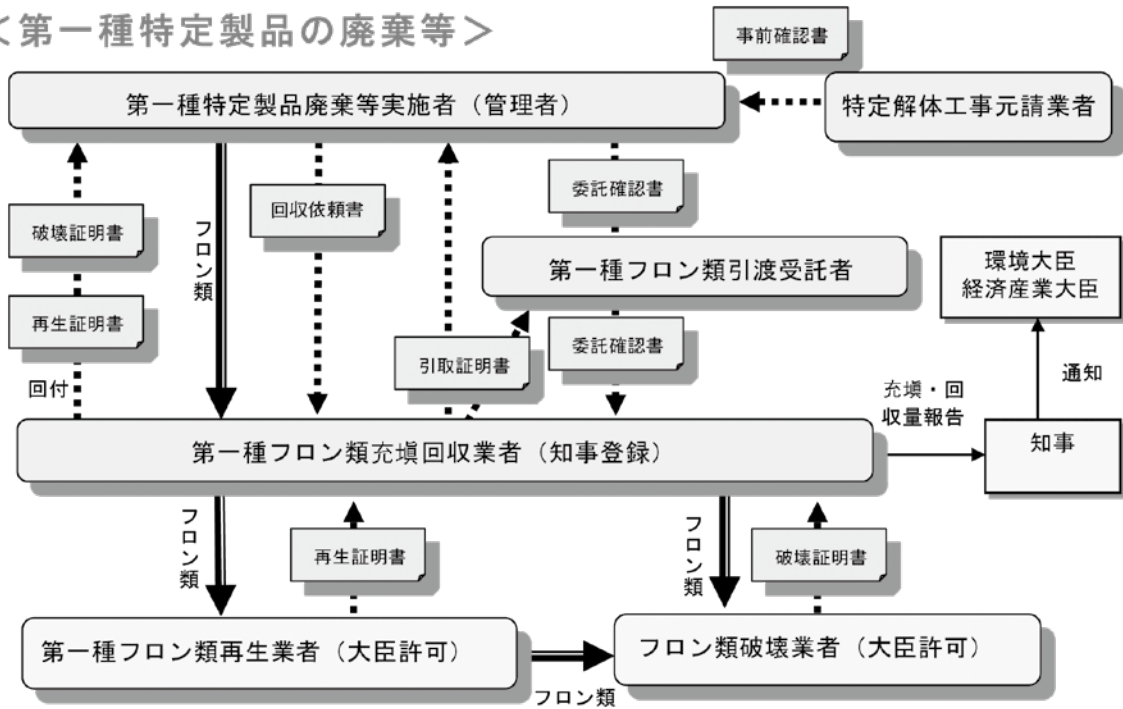 ＜第一種特定製品の廃棄等＞
事前確認書
第一種特定製品廃棄等実施者（管理者）
特定解体工事元請業者
破壊証明書
再生証明書
回付
フロン類
回収依頼書
引取証明書
委託確認書
第一種フロン類引渡受託者
委託確認書
環境大臣
経済産業大臣
通知
充塡・回
収量報告
知事
第一種フロン類充塡回収業者（知事登録）
フロン類
再生証明書
フロン類
破壊証明書
第一種フロン類再生業者（大臣許可）
フロン類
フロン類破壊業者（大臣許可）